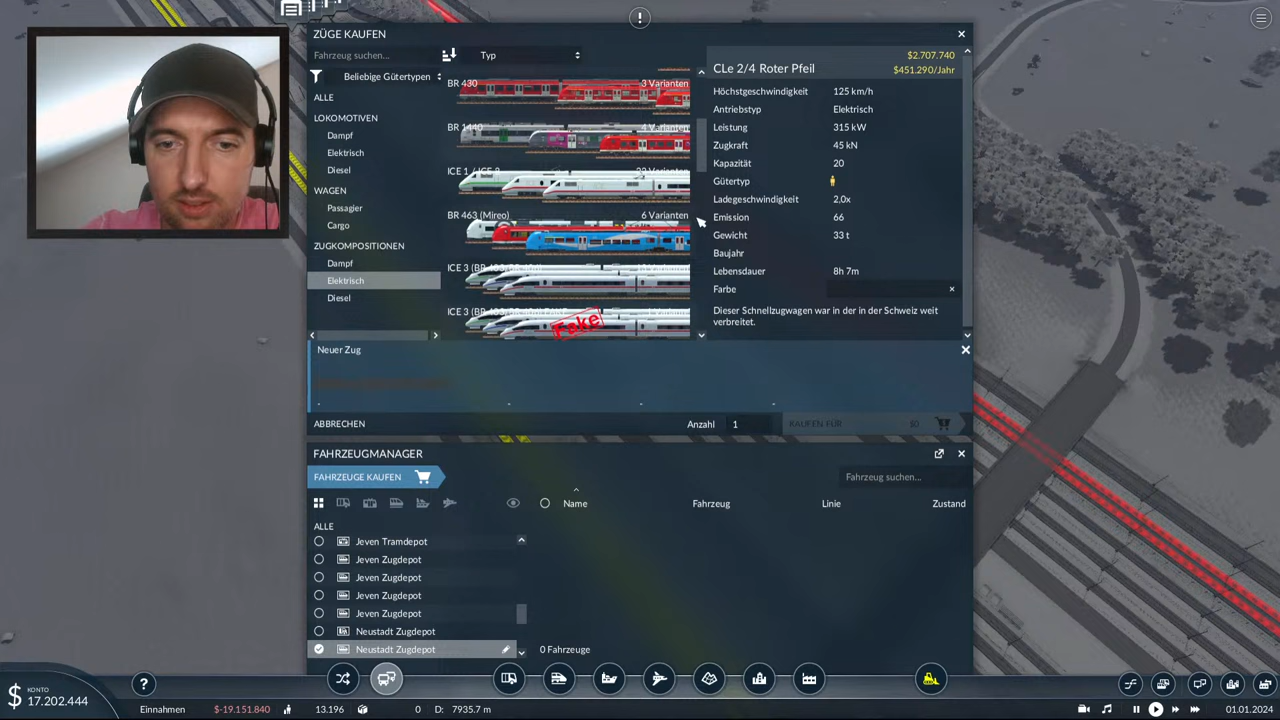 ZÜGE KAUFEN
Fahrzeug suchen...
Typ
Beliebige Gütertypen
ALLE
LOKOMOTIVEN
Dampf
Elektrisch
Diesel
WAGEN
Passagier
Cargo
ZUGKOMPOSITIONEN
Dampf
Elektrisch
Diesel
BR 430 3 Varianten
BR 1440 4 Varianten
ICE 1 / ICE 2 Varianten
BR 463 (Mireo) 6 Varianten
ICE 3
ICE 3
Fake
$2.707.740
CLe 2/4 Roter Pfeil $451.290/Jahr
Höchstgeschwindigkeit 125 km/h
Antriebstyp Elektrisch
Leistung 315 kW
Zugkraft 45 kN
Kapazität 20
Gütertyp
Ladegeschwindigkeit 2,0x
Emission 66
Gewicht 33 t
Baujahr
Lebensdauer 8h 7m
Farbe
Dieser Schnellzugwagen war in der in der Schweiz weit
verbreitet.
Neuer Zug
- - - -
ABBRECHEN Anzahl 1 KAUFEN FÜR $0
FAHRZEUGMANAGER
FAHRZEUGE KAUFEN Fahrzeug suchen...
Name Fahrzeug Linie Zustand
ALLE
Jeven Tramdepot
Jeven Zugdepot
Jeven Zugdepot
Jeven Zugdepot
Jeven Zugdepot
Neustadt Zugdepot
Neustadt Zugdepot 0 Fahrzeuge
KONTO
$ 17.202.444
?
Einnahmen $-19.151.840 13.196 0 D: 7935.7 m 01.01.2024